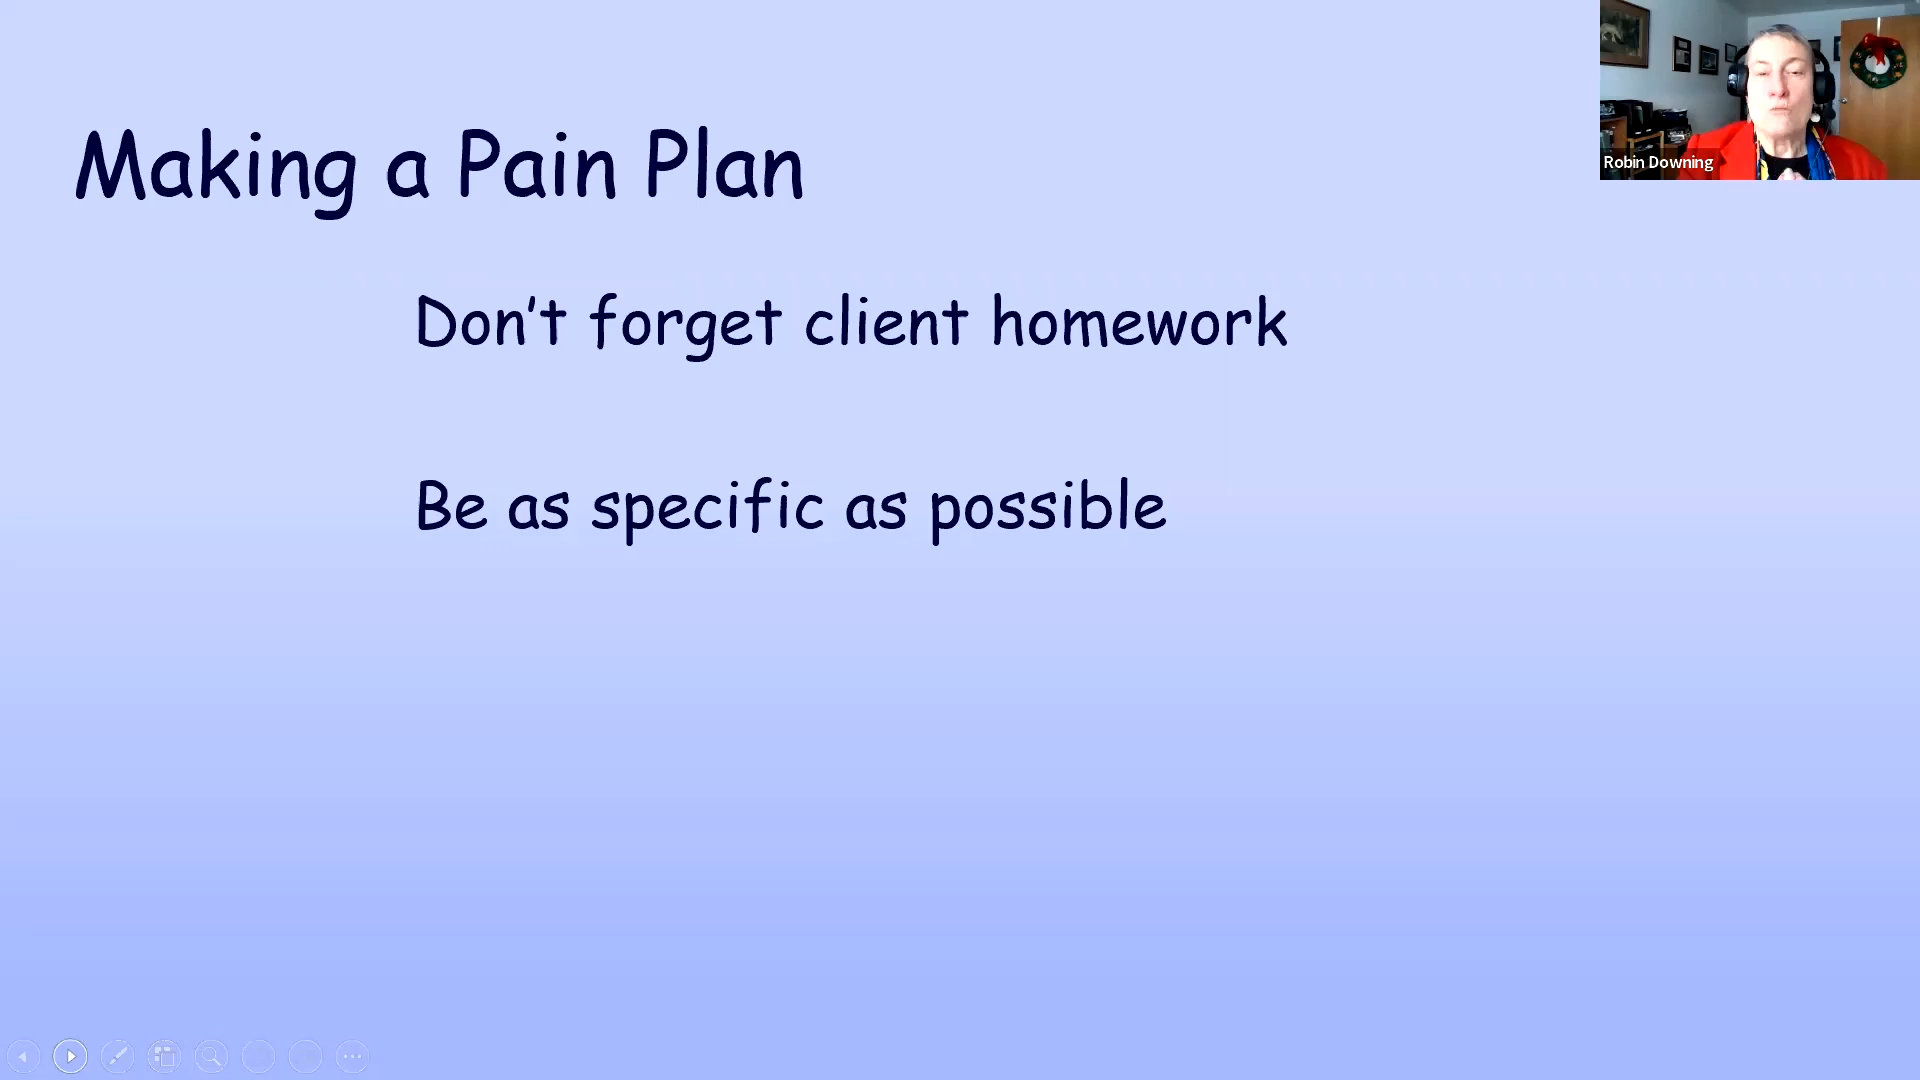 Making a Pain Plan
Robin Downing
Don’t forget client homework
Be as specific as possible